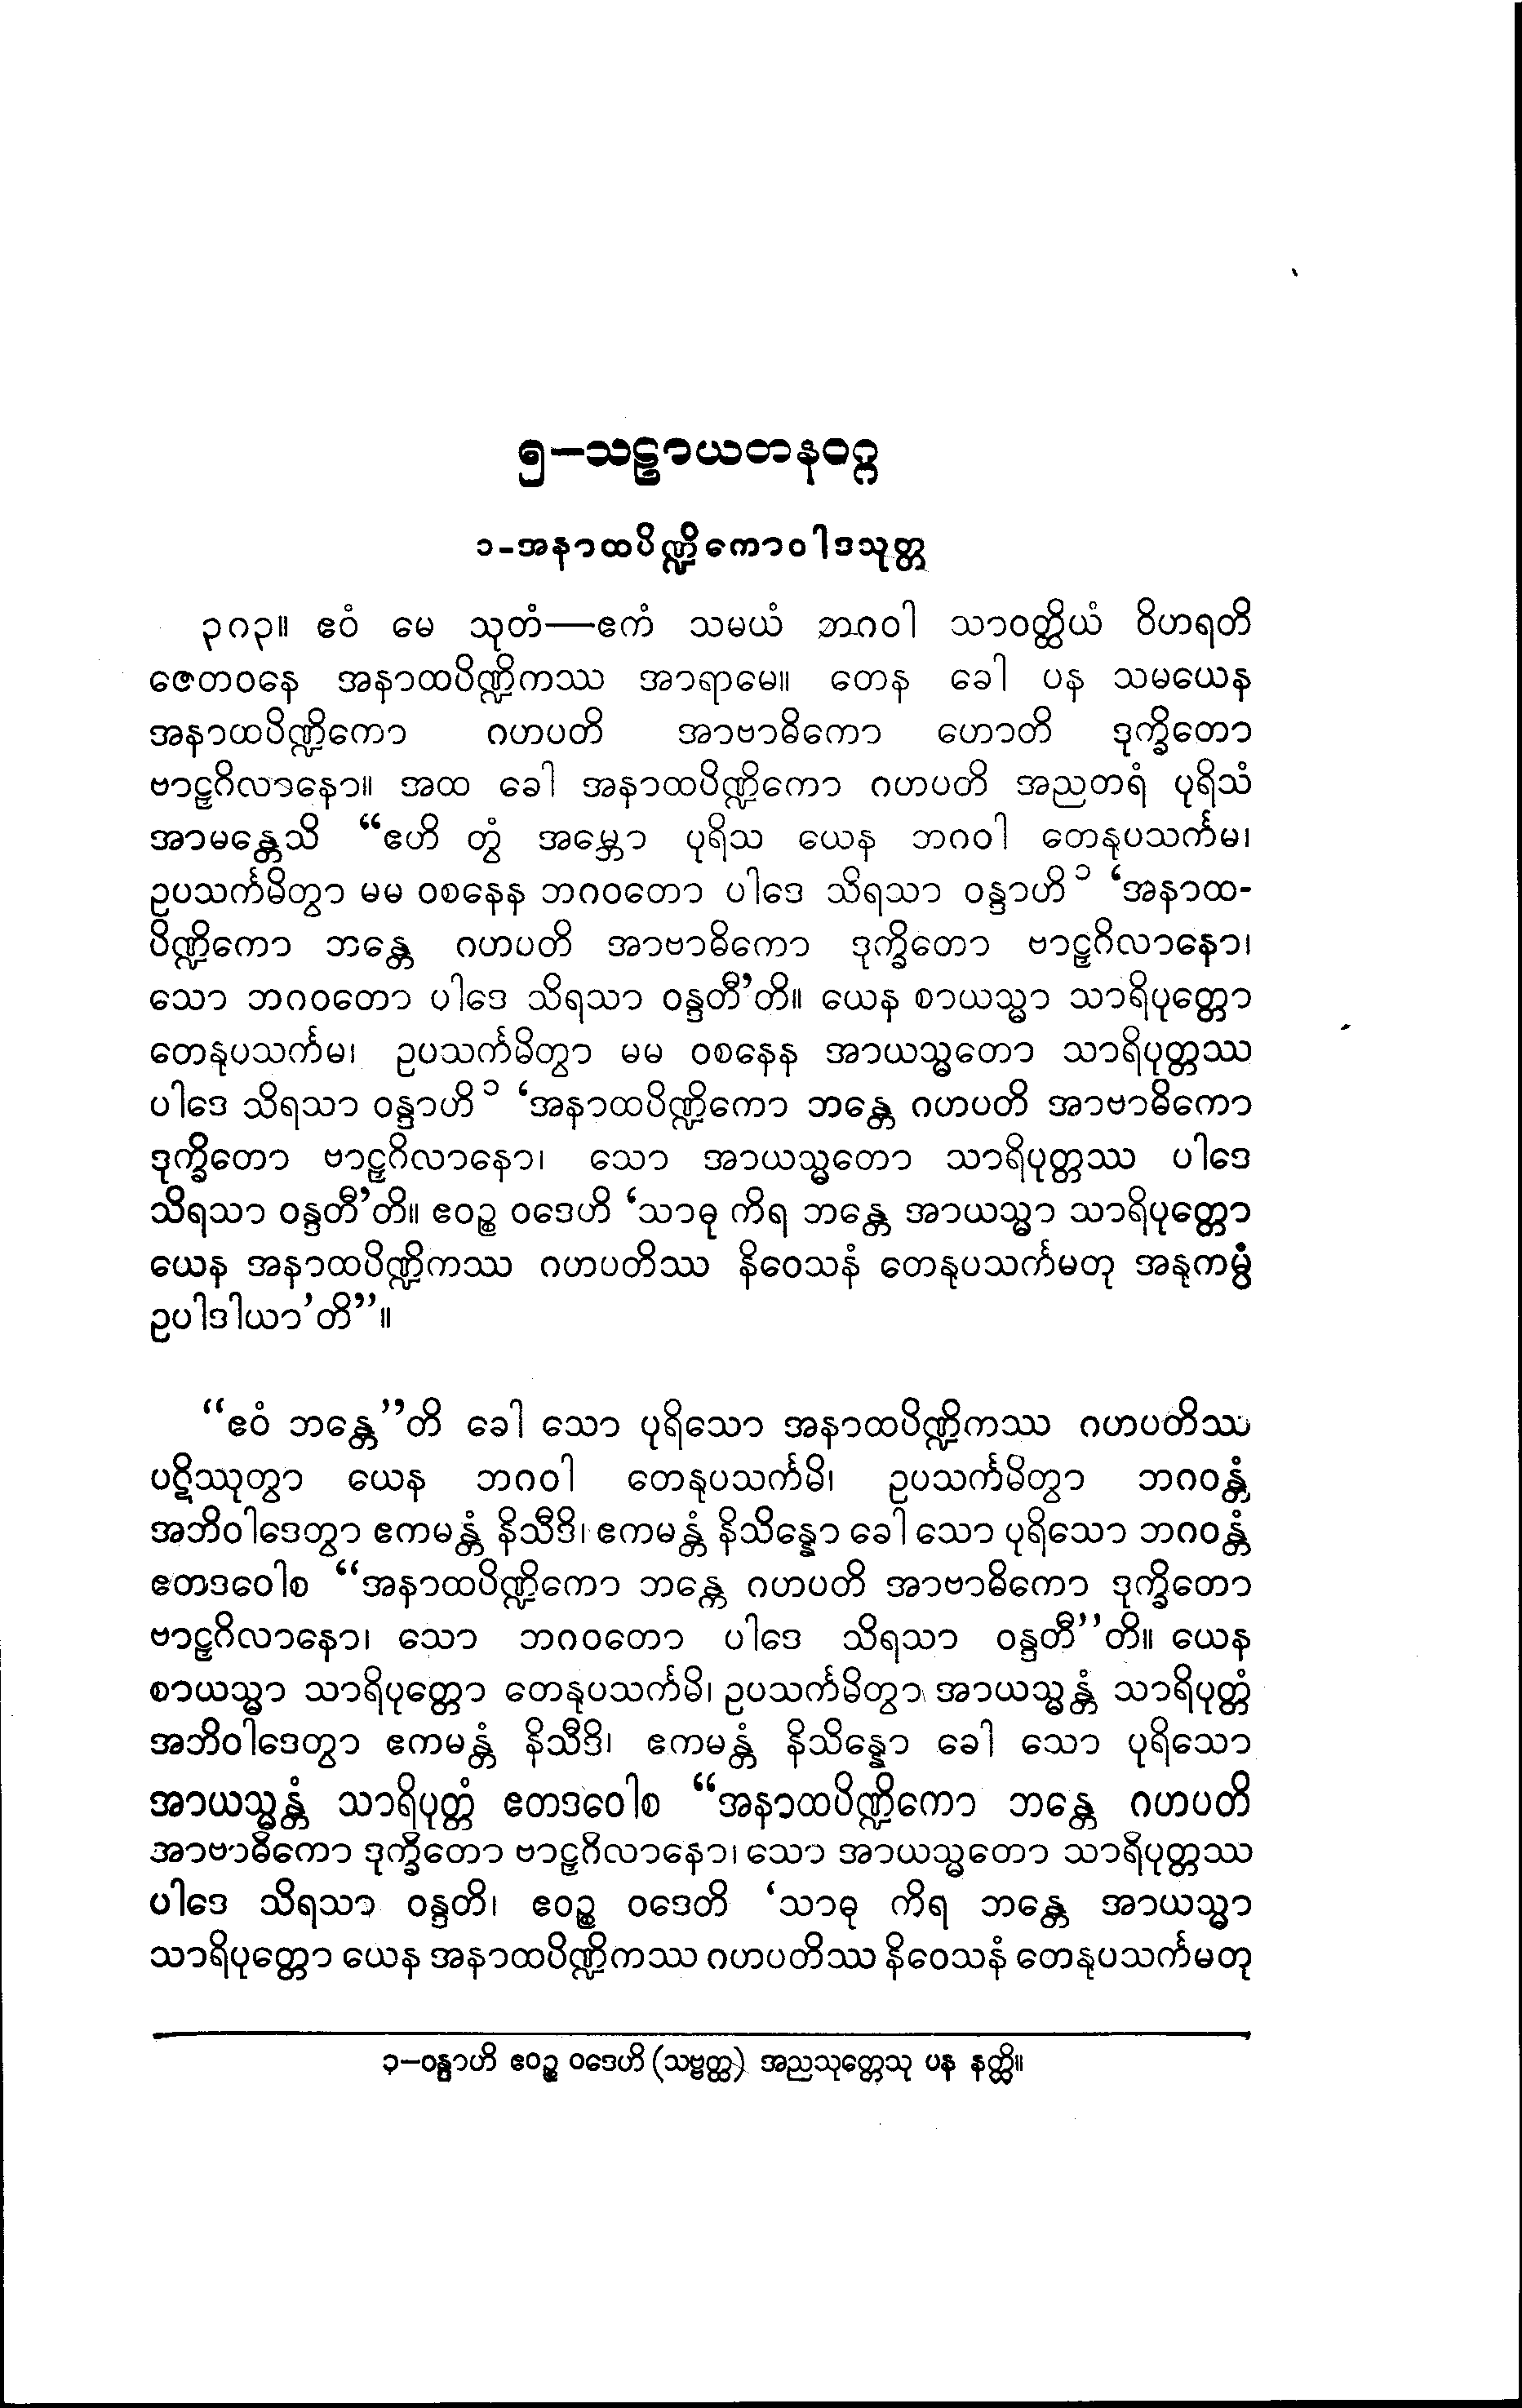 ၅–သဠာယတနဝဂ္ဂ
၁-အနာထပိဏ္ဍိကောဝါဒသုတ္တ
၃၈၃။ ဧဝံ မေ သုတံ—ဧကံ သမယံ ဘဂဝါ သာဝတ္ထိယံ ဝိဟရတိ
ဇေတဝနေ အနာထပိဏ္ဍိကဿ အာရာမေ။ တေန ခေါ ပန သမယေန
အနာထပိဏ္ဍိကော ဂဟပတိ အာဗာဓိကော ဟောတိ ဒုက္ခိတော
ဗာဠှဂိလာနော။ အထ ခေါ အနာထပိဏ္ဍိကော ဂဟပတိ အညတရံ ပုရိသံ
အာမန္တေသိ “ဧဟိ တွံ အမ္ဘော ပုရိသ ယေန ဘဂဝါ တေနုပသင်္ကမ၊
ဥပသင်္ကမိတွာ မမ ဝစနေန ဘဂဝတော ပါဒေ သိရသာ ဝန္ဒာဟိ ၁ ‘အနာထ-
ပိဏ္ဍိကော ဘန္တေ ဂဟပတိ အာဗာဓိကော ဒုက္ခိတော ဗာဠှဂိလာနော၊
သော ဘဂဝတော ပါဒေ သိရသာ ဝန္ဒတီ’တိ။ ယေန စာယသ္မာ သာရိပုတ္တော
တေနုပသင်္ကမ၊ ဥပသင်္ကမိတွာ မမ ဝစနေန အာယသ္မတော သာရိပုတ္တဿ
ပါဒေ သိရသာ ဝန္ဒာဟိ ၁ ‘အနာထပိဏ္ဍိကော ဘန္တေ ဂဟပတိ အာဗာဓိကော
ဒုက္ခိတော ဗာဠှဂိလာနော၊ သော အာယသ္မတော သာရိပုတ္တဿ ပါဒေ
သိရသာ ဝန္ဒတီ’တိ။ ဧဝဉ္စ ဝဒေဟိ ‘သာဓု ကိရ ဘန္တေ အာယသ္မာ သာရိပုတ္တော
ယေန အနာထပိဏ္ဍိကဿ ဂဟပတိဿ နိဝေသနံ တေနုပသင်္ကမတု အနုကမ္ပံ
ဥပါဒါယာ’တိ”။
“ဧဝံ ဘန္တေ”တိ ခေါ သော ပုရိသော အနာထပိဏ္ဍိကဿ ဂဟပတိဿ
ပဋိဿုတွာ ယေန ဘဂဝါ တေနုပသင်္ကမိ၊ ဥပသင်္ကမိတွာ ဘဂဝန္တံ
အဘိဝါဒေတွာ ဧကမန္တံ နိသီဒိ၊ ဧကမန္တံ နိသိန္နော ခေါ သော ပုရိသော ဘဂဝန္တံ
ဧတဒဝေါစ “အနာထပိဏ္ဍိကော ဘန္တေ ဂဟပတိ အာဗာဓိကော ဒုက္ခိတော
ဗာဠှဂိလာနော၊ သော ဘဂဝတော ပါဒေ သိရသာ ဝန္ဒတီ”တိ။ ယေန
စာယသ္မာ သာရိပုတ္တော တေနုပသင်္ကမိ၊ ဥပသင်္ကမိတွာ အာယသ္မန္တံ သာရိပုတ္တံ
အဘိဝါဒေတွာ ဧကမန္တံ နိသီဒိ၊ ဧကမန္တံ နိသိန္နော ခေါ သော ပုရိသော
အာယသ္မန္တံ သာရိပုတ္တံ ဧတဒဝေါစ “အနာထပိဏ္ဍိကော ဘန္တေ ဂဟပတိ
အာဗာဓိကော ဒုက္ခိတော ဗာဠှဂိလာနော၊ သော အာယသ္မတော သာရိပုတ္တဿ
ပါဒေ သိရသာ ဝန္ဒတိ၊ ဧဝဉ္စ ဝဒေတိ ‘သာဓု ကိရ ဘန္တေ အာယသ္မာ
သာရိပုတ္တော ယေန အနာထပိဏ္ဍိကဿ ဂဟပတိဿ နိဝေသနံ တေနုပသင်္ကမတု
၁–ဝန္ဒာဟိ ဧဝဉ္စ ဝဒေဟိ (သဗ္ဗတ္ထ) အညသုတ္တေသု ပန နတ္ထိ။